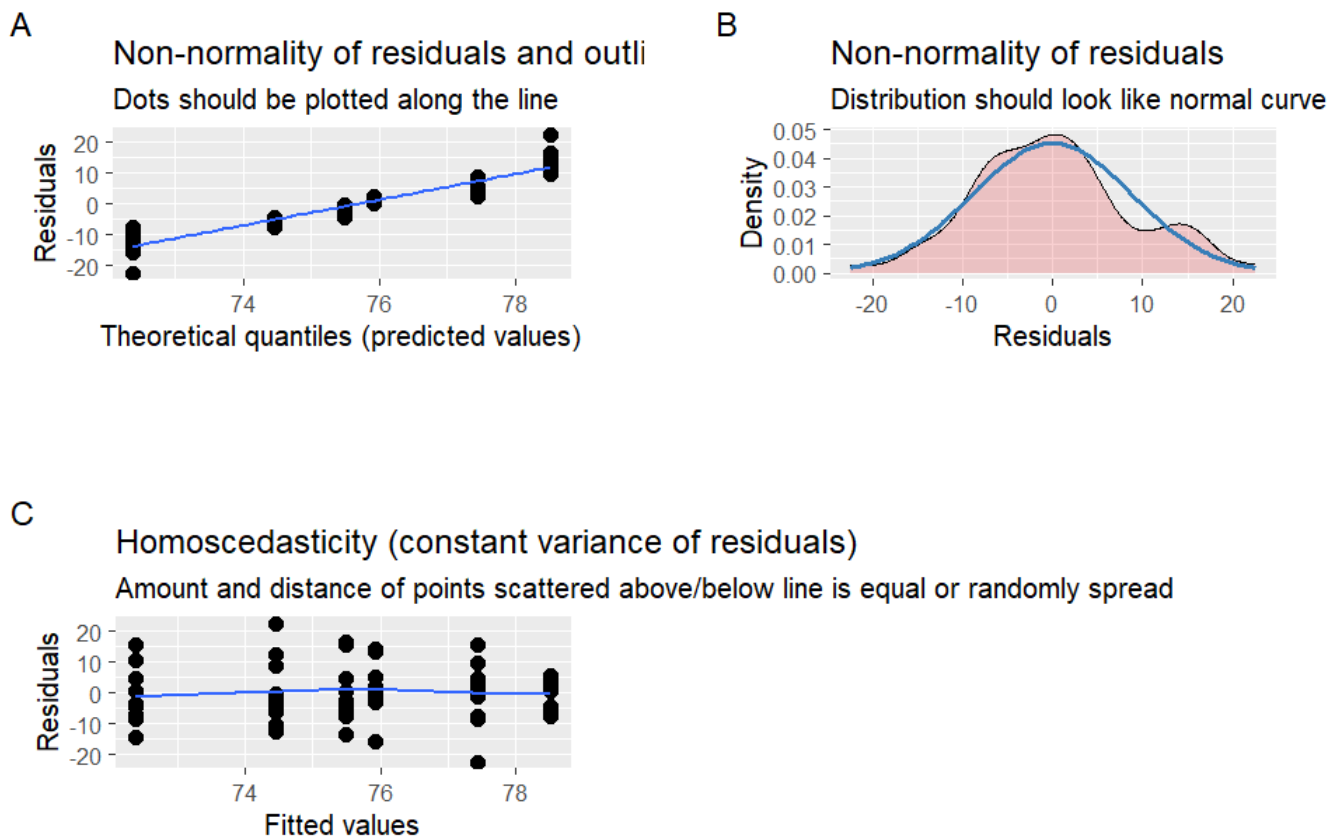 A
Non-normality of residuals and outli
Dots should be plotted along the line
Residuals
20
10
0
-10
-20
74
76
78
Theoretical quantiles (predicted values)
B
Non-normality of residuals
Distribution should look like normal curve
Density
0.05
0.04
0.03
0.02
0.01
0.00
-20
-10
0
10
20
Residuals
C
Homoscedasticity (constant variance of residuals)
Amount and distance of points scattered above/below line is equal or randomly spread
Residuals
20
10
0
-10
-20
74
76
78
Fitted values